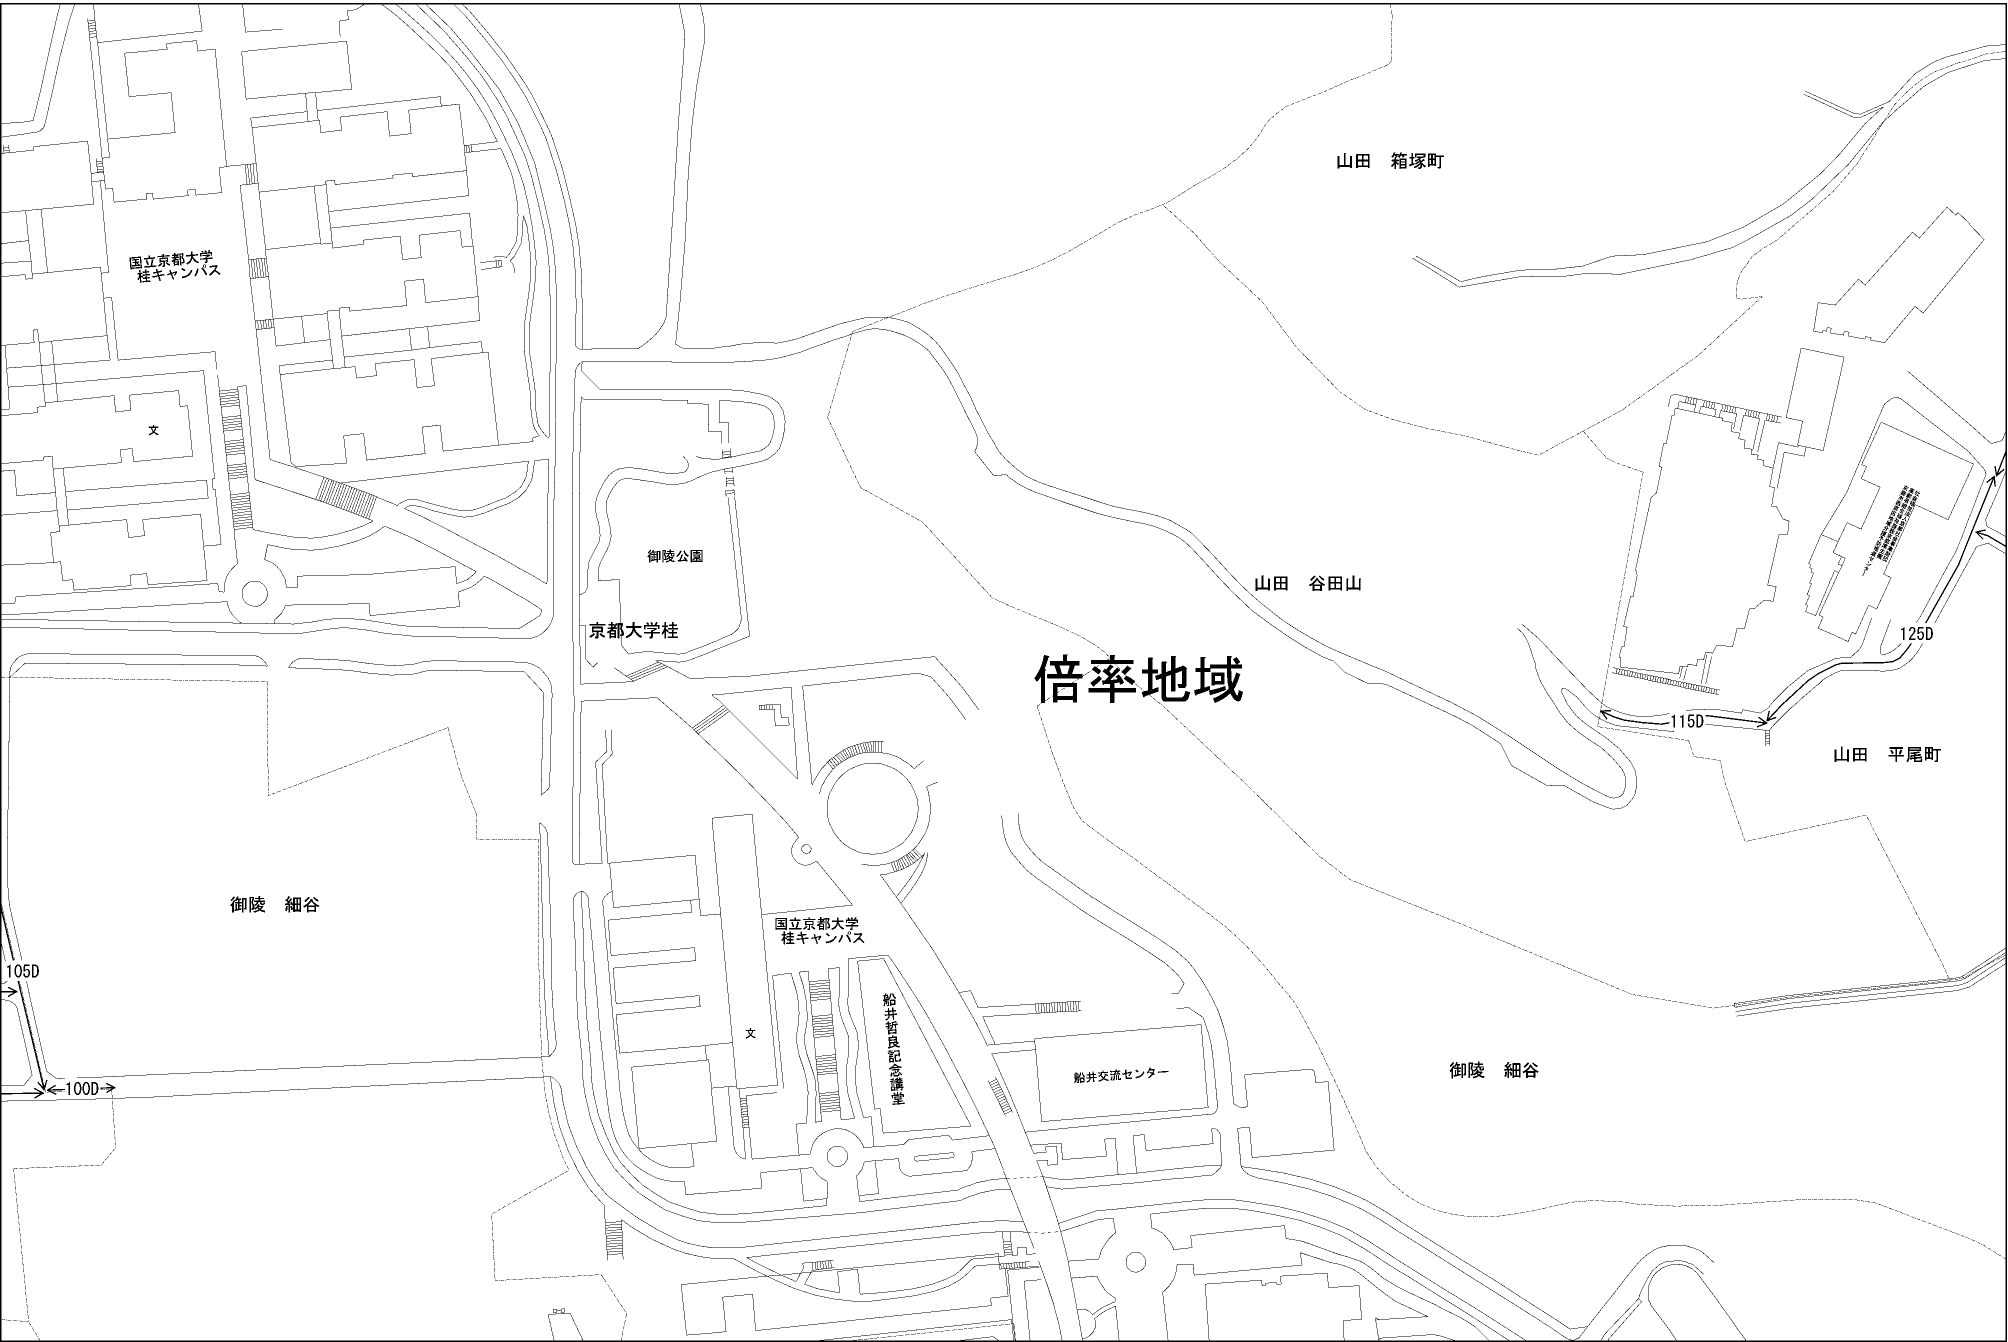 山田　箱塚町
国立京都大学
桂キャンパス
文
御陵公園
山田　谷田山
京都大学桂
125D
倍率地域
115D
山田　平尾町
御陵　細谷
国立京都大学
桂キャンパス
105D
船井哲良記念講堂
文
御陵　細谷
船井交流センター
100D